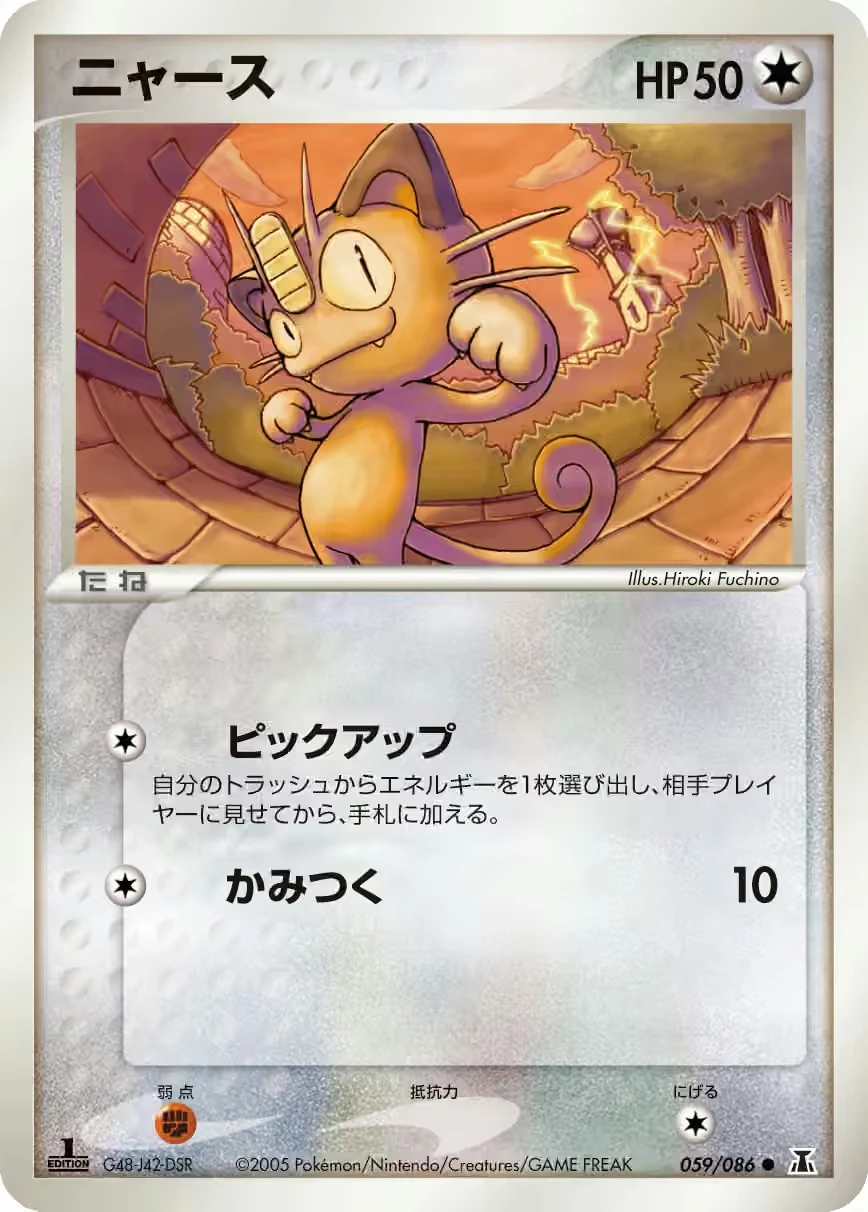 ニャース HP50
たね Illus.Hiroki Fuchino
ピックアップ
自分のトラッシュからエネルギーを1枚選び出し、相手プレイ
ヤーに見せてから、手札に加える。
かみつく 10
弱点 抵抗力 にげる
1 EDITION G48-J42-DSR ©2005 Pokémon/Nintendo/Creatures/GAME FREAK 059/086